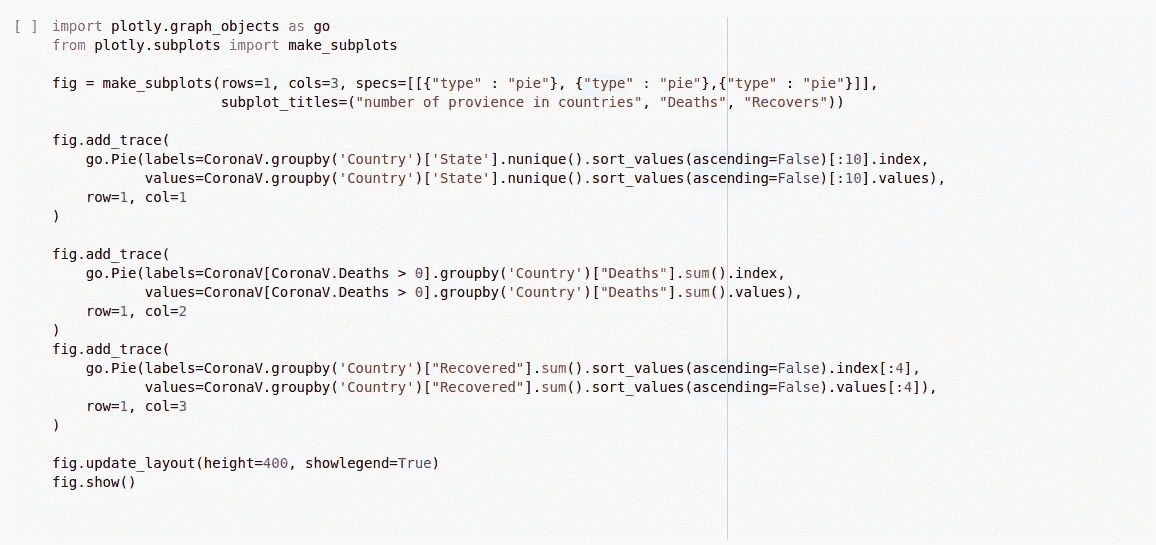 [ ] import plotly.graph_objects as go
from plotly.subplots import make_subplots
fig = make_subplots(rows=1, cols=3, specs=[[{"type" : "pie"}, {"type" : "pie"},{"type" : "pie"}]],
subplot_titles=("number of provience in countries", "Deaths", "Recovers"))
fig.add_trace(
go.Pie(labels=CoronaV.groupby('Country')['State'].nunique().sort_values(ascending=False)[:10].index,
values=CoronaV.groupby('Country')['State'].nunique().sort_values(ascending=False)[:10].values),
row=1, col=1
)
fig.add_trace(
go.Pie(labels=CoronaV[CoronaV.Deaths > 0].groupby('Country')["Deaths"].sum().index,
values=CoronaV[CoronaV.Deaths > 0].groupby('Country')["Deaths"].sum().values),
row=1, col=2
)
fig.add_trace(
go.Pie(labels=CoronaV.groupby('Country')["Recovered"].sum().sort_values(ascending=False).index[:4],
values=CoronaV.groupby('Country')["Recovered"].sum().sort_values(ascending=False).values[:4]),
row=1, col=3
)
fig.update_layout(height=400, showlegend=True)
fig.show()